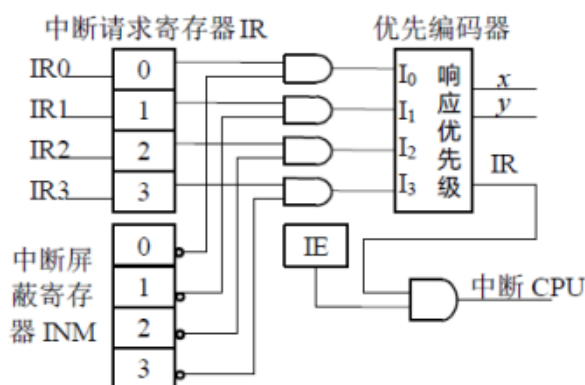 中断请求寄存器 IR
优先编码器
IR0
0
IR1
1
IR2
2
IR3
3
I0
I1
I2
I3
响应优先级
x
y
IR
中断屏
蔽寄存
器 INM
0
1
2
3
IE
中断 CPU